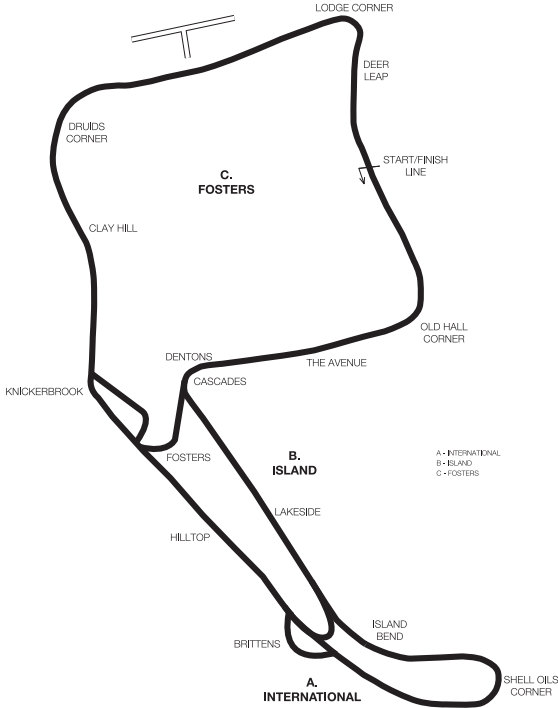 LODGE CORNER
DEER
LEAP
DRUIDS
CORNER
START/FINISH
LINE
C.
FOSTERS
CLAY HILL
OLD HALL
CORNER
DENTONS
THE AVENUE
CASCADES
KNICKERBROOK
FOSTERS
B.
ISLAND
A - INTERNATIONAL
B - ISLAND
C - FOSTERS
LAKESIDE
HILLTOP
ISLAND
BEND
BRITTENS
SHELL OILS
CORNER
A.
INTERNATIONAL